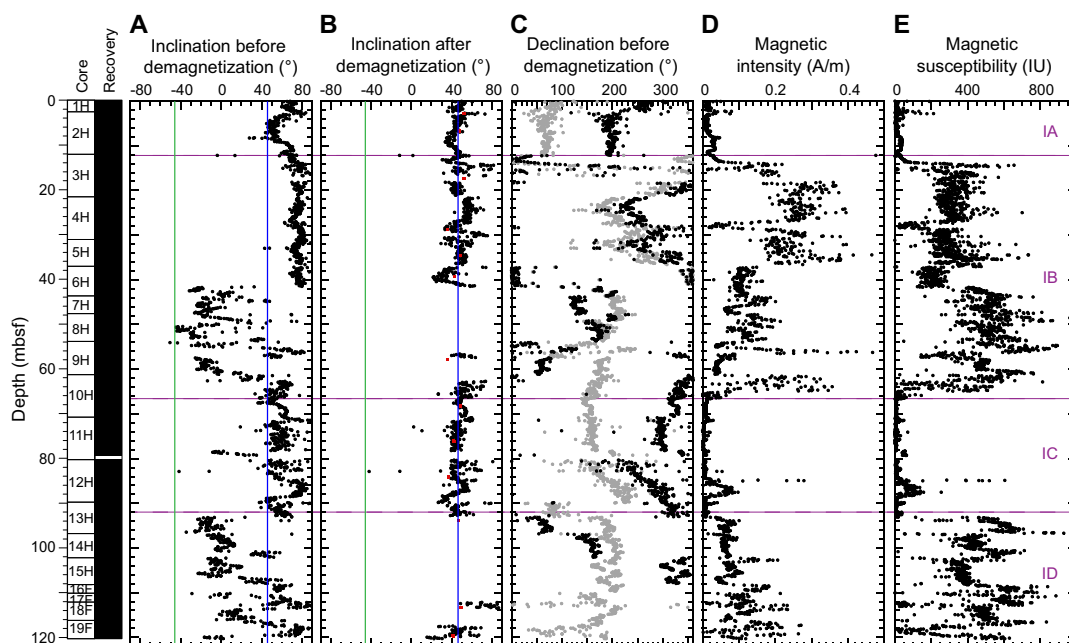 A
B
C
D
E
Core
Recovery
Inclination before
demagnetization (°)
Inclination after
demagnetization (°)
Declination before
demagnetization (°)
Magnetic
intensity (A/m)
Magnetic
susceptibility (IU)
-80 -40 0 40 80
-80 -40 0 40 80
0 100 200 300
0 0.2 0.4
0 400 800
Depth (mbsf)
0
20
40
60
80
100
120
1H
2H
3H
4H
5H
6H
7H
8H
9H
10H
11H
12H
13H
14H
15H
16F
17F
18F
19F
IA
IB
IC
ID